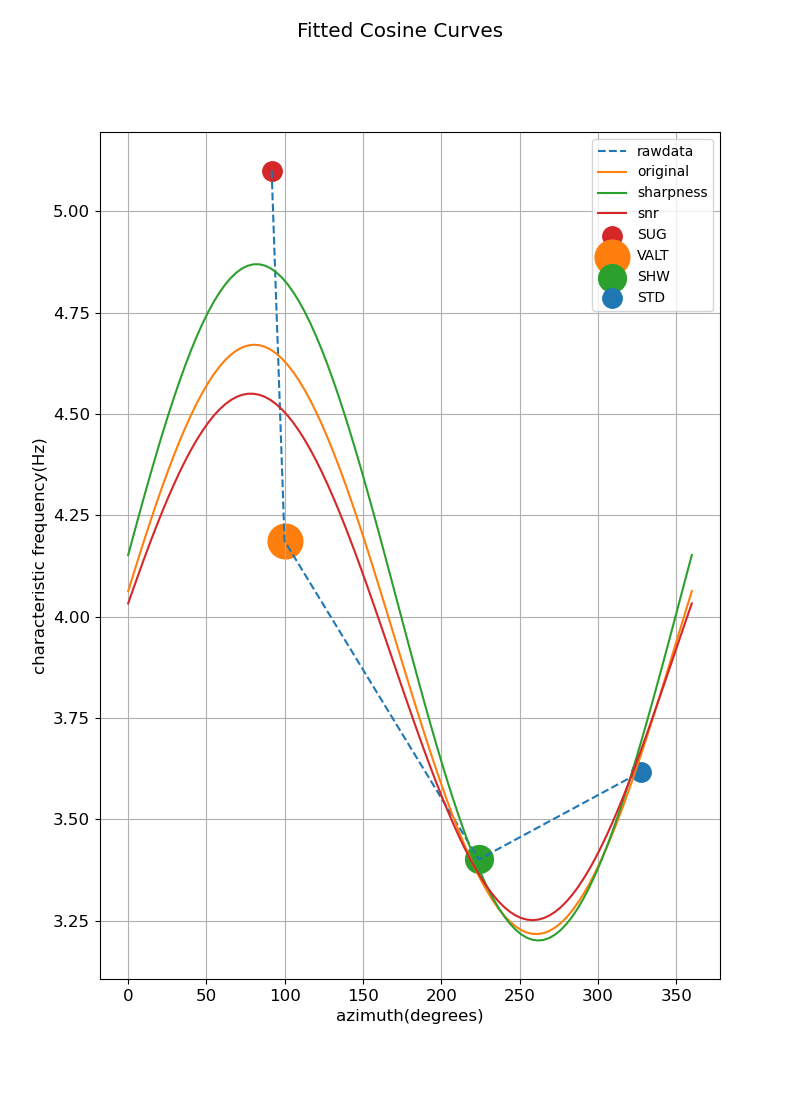 Fitted Cosine Curves
rawdata
original
sharpness
snr
SUG
VALT
SHW
STD
5.00
4.75
4.50
4.25
4.00
3.75
3.50
3.25
characteristic frequency(Hz)
0 50 100 150 200 250 300 350
azimuth(degrees)